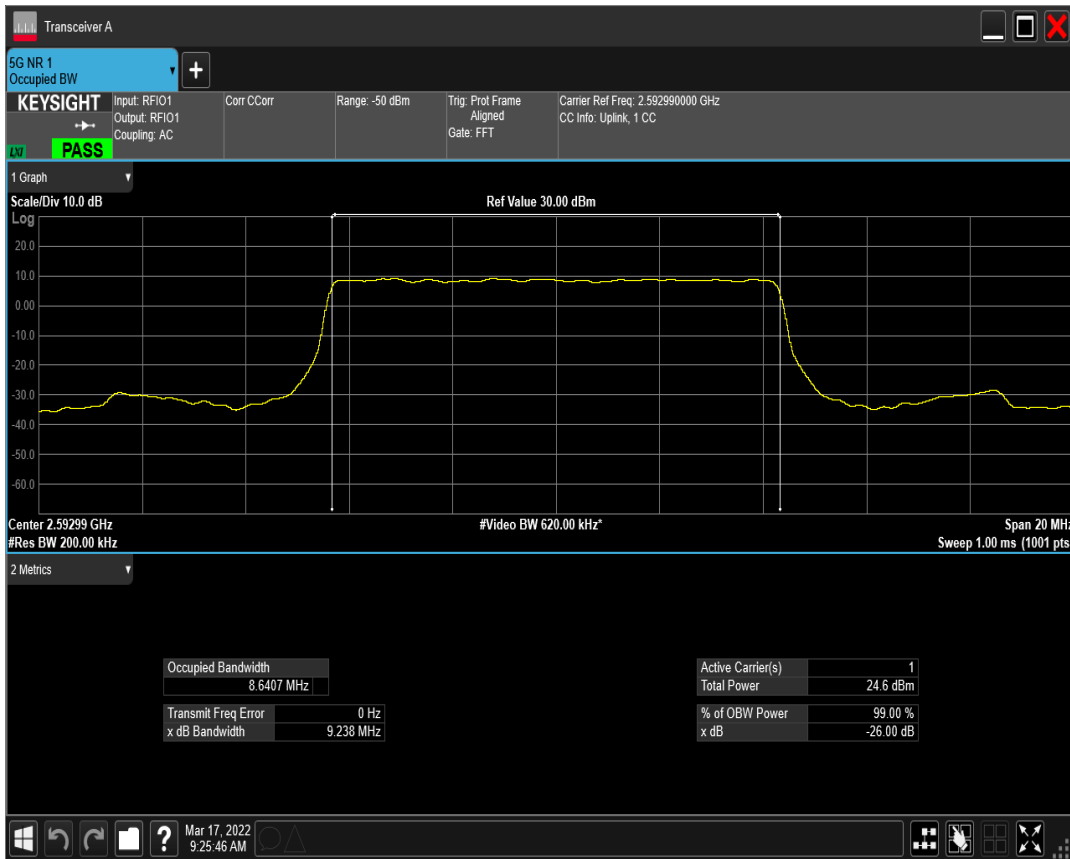 Transceiver A
5G NR 1
Occupied BW
KEYSIGHT
LXI
PASS
Input: RFIO1
Output: RFIO1
Coupling: AC
Corr CCorr
Range: -50 dBm
Trig: Prot Frame
Aligned
Gate: FFT
Carrier Ref Freq: 2.592990000 GHz
CC Info: Uplink, 1 CC
1 Graph
Scale/Div 10.0 dB
Ref Value 30.00 dBm
Log
20.0
10.0
0.00
-10.0
-20.0
-30.0
-40.0
-50.0
-60.0
Center 2.59299 GHz
#Video BW 620.00 kHz*
Span 20 MHz
#Res BW 200.00 kHz
Sweep 1.00 ms (1001 pts
2 Metrics
Occupied Bandwidth
8.6407 MHz
Transmit Freq Error 0 Hz
x dB Bandwidth 9.238 MHz
Active Carrier(s) 1
Total Power 24.6 dBm
% of OBW Power 99.00 %
x dB -26.00 dB
?
Mar 17, 2022
9:25:46 AM